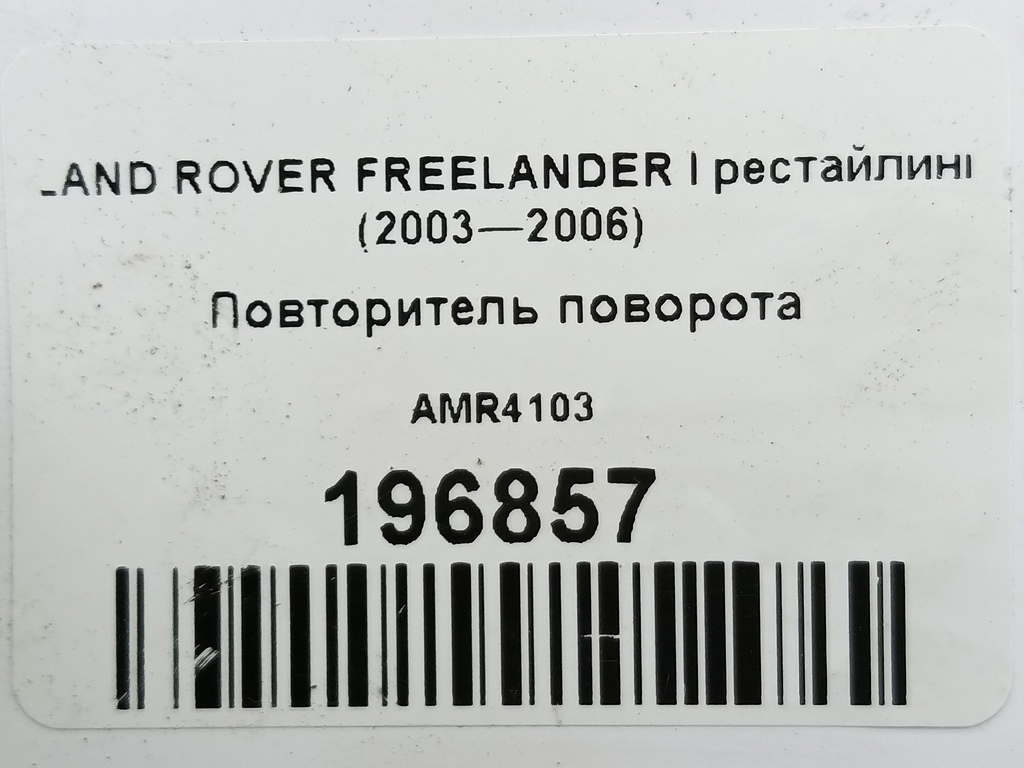 LAND ROVER FREELANDER I рестайлинг
(2003—2006)
Повторитель поворота
AMR4103
196857